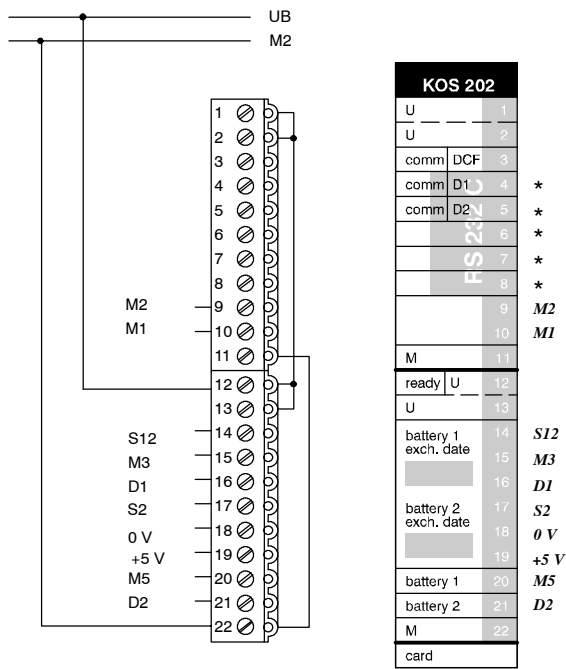 UB
M2
KOS 202
1
2
3
4
5
6
7
8
M2 9
M1 10
11
12
13
S12 14
M3 15
D1 16
S2 17
0 V 18
+5 V 19
M5 20
D2 21
22
U 1
U 2
comm DCF 3
comm D1 4 *
comm D2 5 *
6 *
7 *
8 *
RS 232 C
9 M2
10 M1
M 11
ready U 12
U 13
battery 1 14 S12
exch. date 15 M3
16 D1
battery 2 17 S2
exch. date 18 0 V
19 +5 V
battery 1 20 M5
battery 2 21 D2
M 22
card